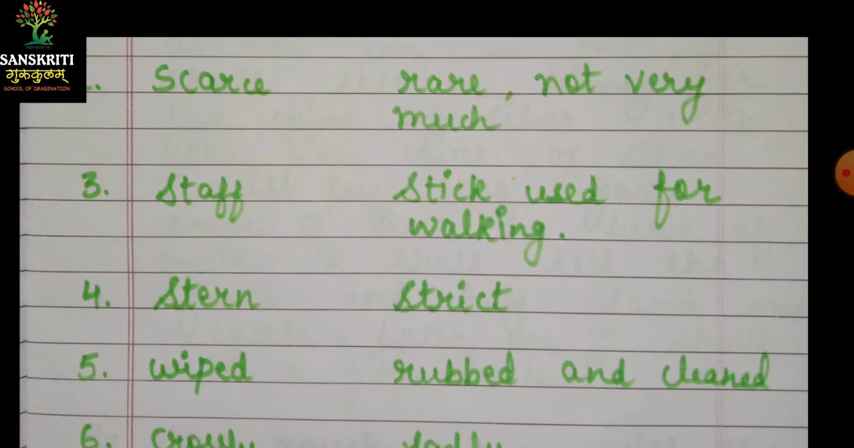 SANSKRITI
गुरुकुलम्
SCHOOL OF IMAGINATION
Scarce rare, not very
much
3. Staff Stick used for
walking.
4. Stern Strict
5. wiped rubbed and cleaned
6.